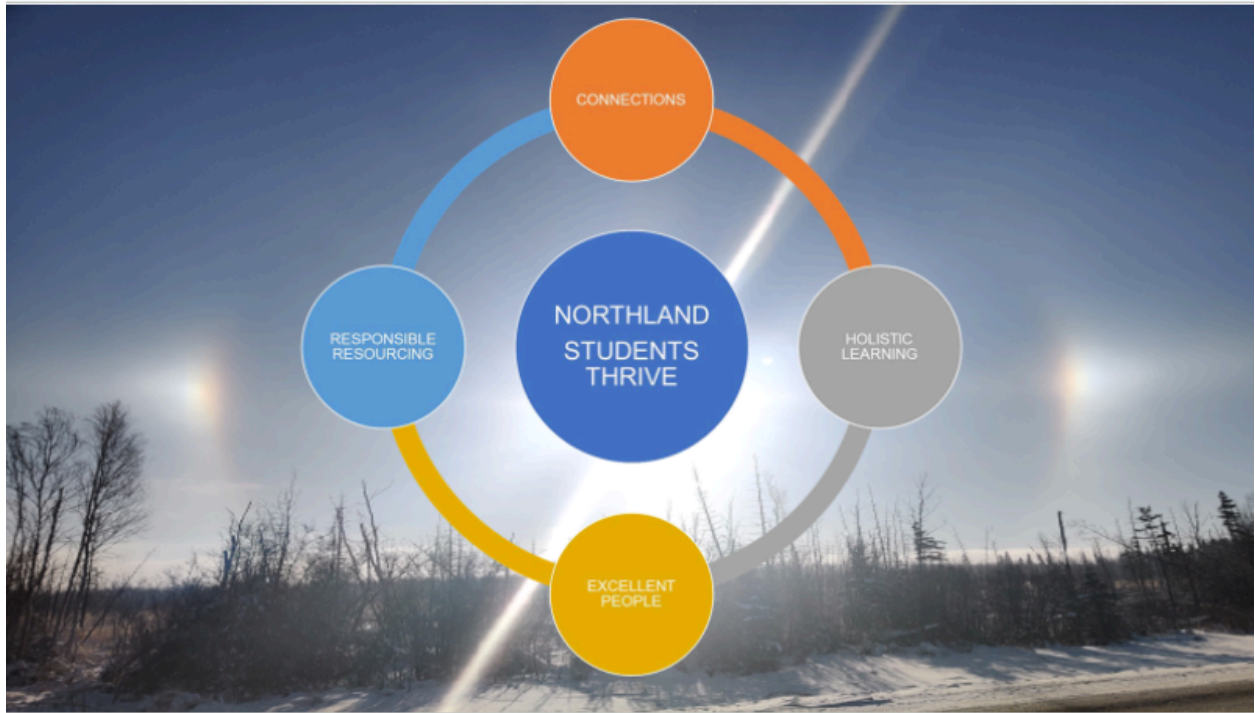 CONNECTIONS
RESPONSIBLE
RESOURCING
NORTHLAND
STUDENTS
THRIVE
HOLISTIC
LEARNING
EXCELLENT
PEOPLE